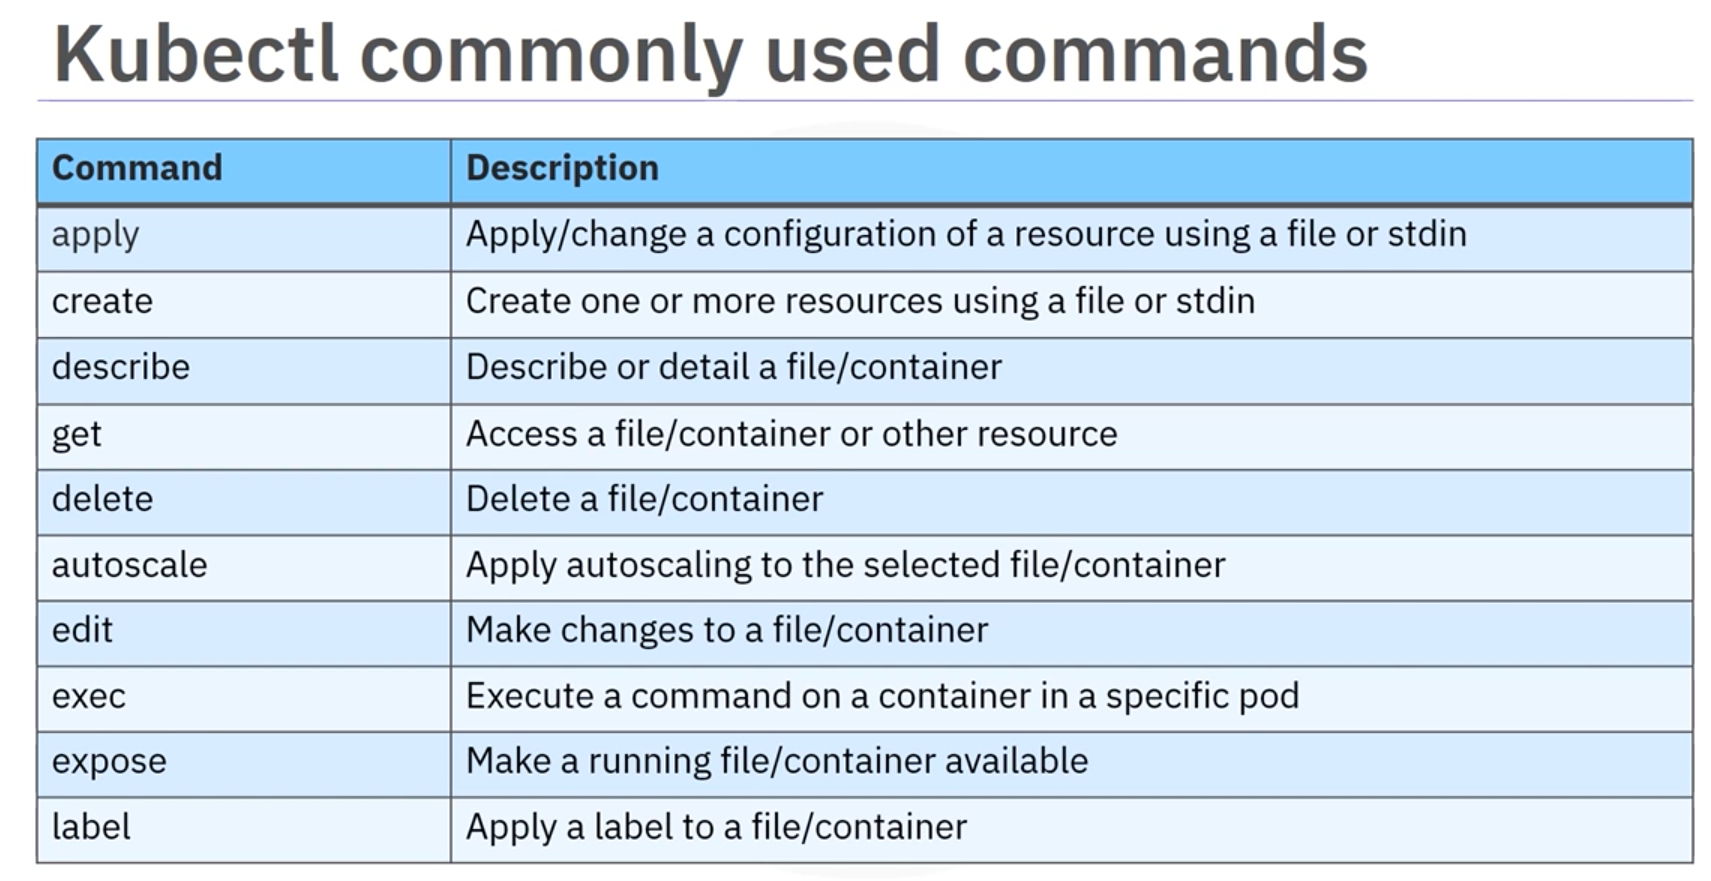 Kubectl commonly used commands
Command Description
apply Apply/change a configuration of a resource using a file or stdin
create Create one or more resources using a file or stdin
describe Describe or detail a file/container
get Access a file/container or other resource
delete Delete a file/container
autoscale Apply autoscaling to the selected file/container
edit Make changes to a file/container
exec Execute a command on a container in a specific pod
expose Make a running file/container available
label Apply a label to a file/container